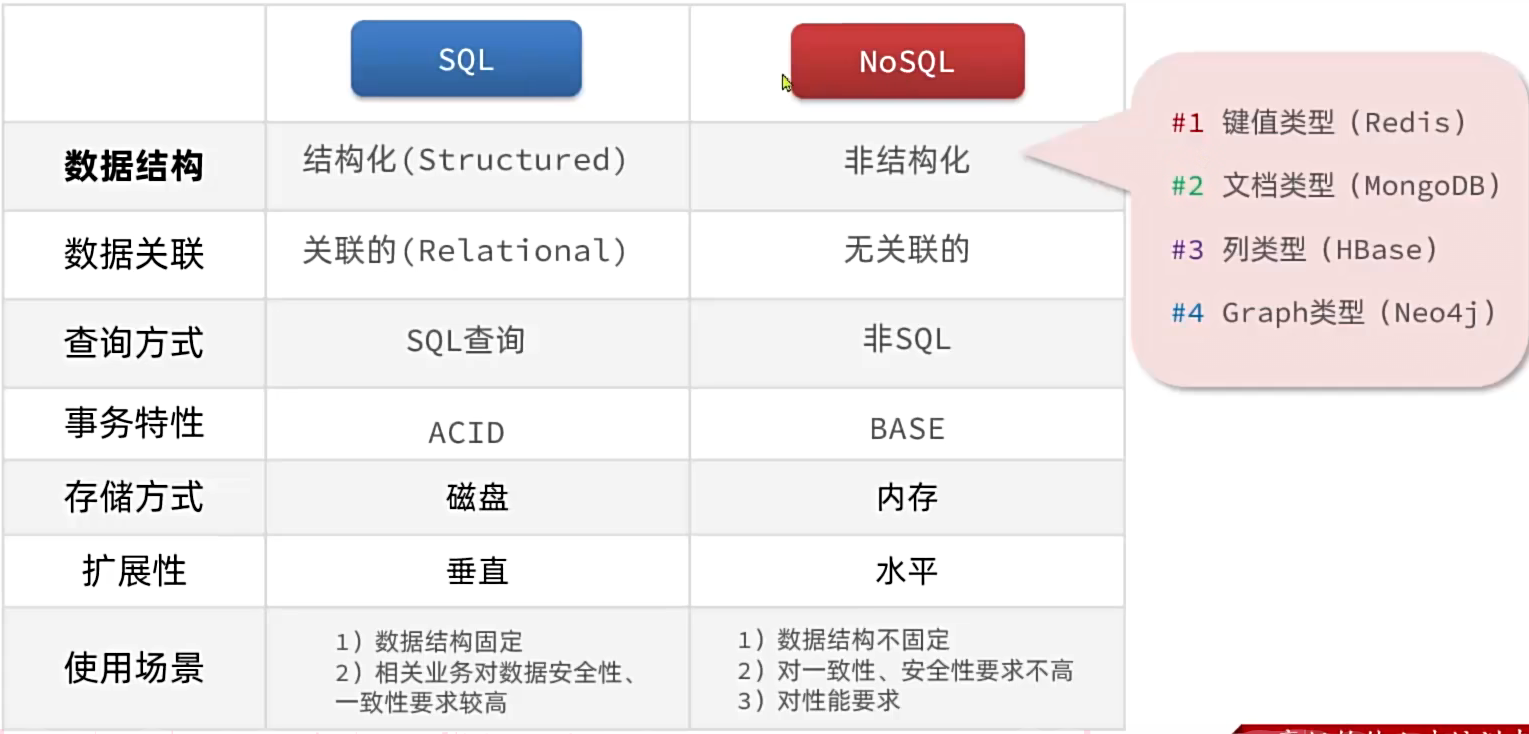 SQL
NoSQL
数据结构
结构化(Structured)
非结构化
#1 键值类型（Redis）
#2 文档类型（MongoDB）
#3 列类型（HBase）
#4 Graph类型（Neo4j）
数据关联
关联的(Relational)
无关联的
查询方式
SQL查询
非SQL
事务特性
ACID
BASE
存储方式
磁盘
内存
扩展性
垂直
水平
使用场景
1）数据结构固定
2）相关业务对数据安全性、
一致性要求较高
1）数据结构不固定
2）对一致性、安全性要求不高
3）对性能要求